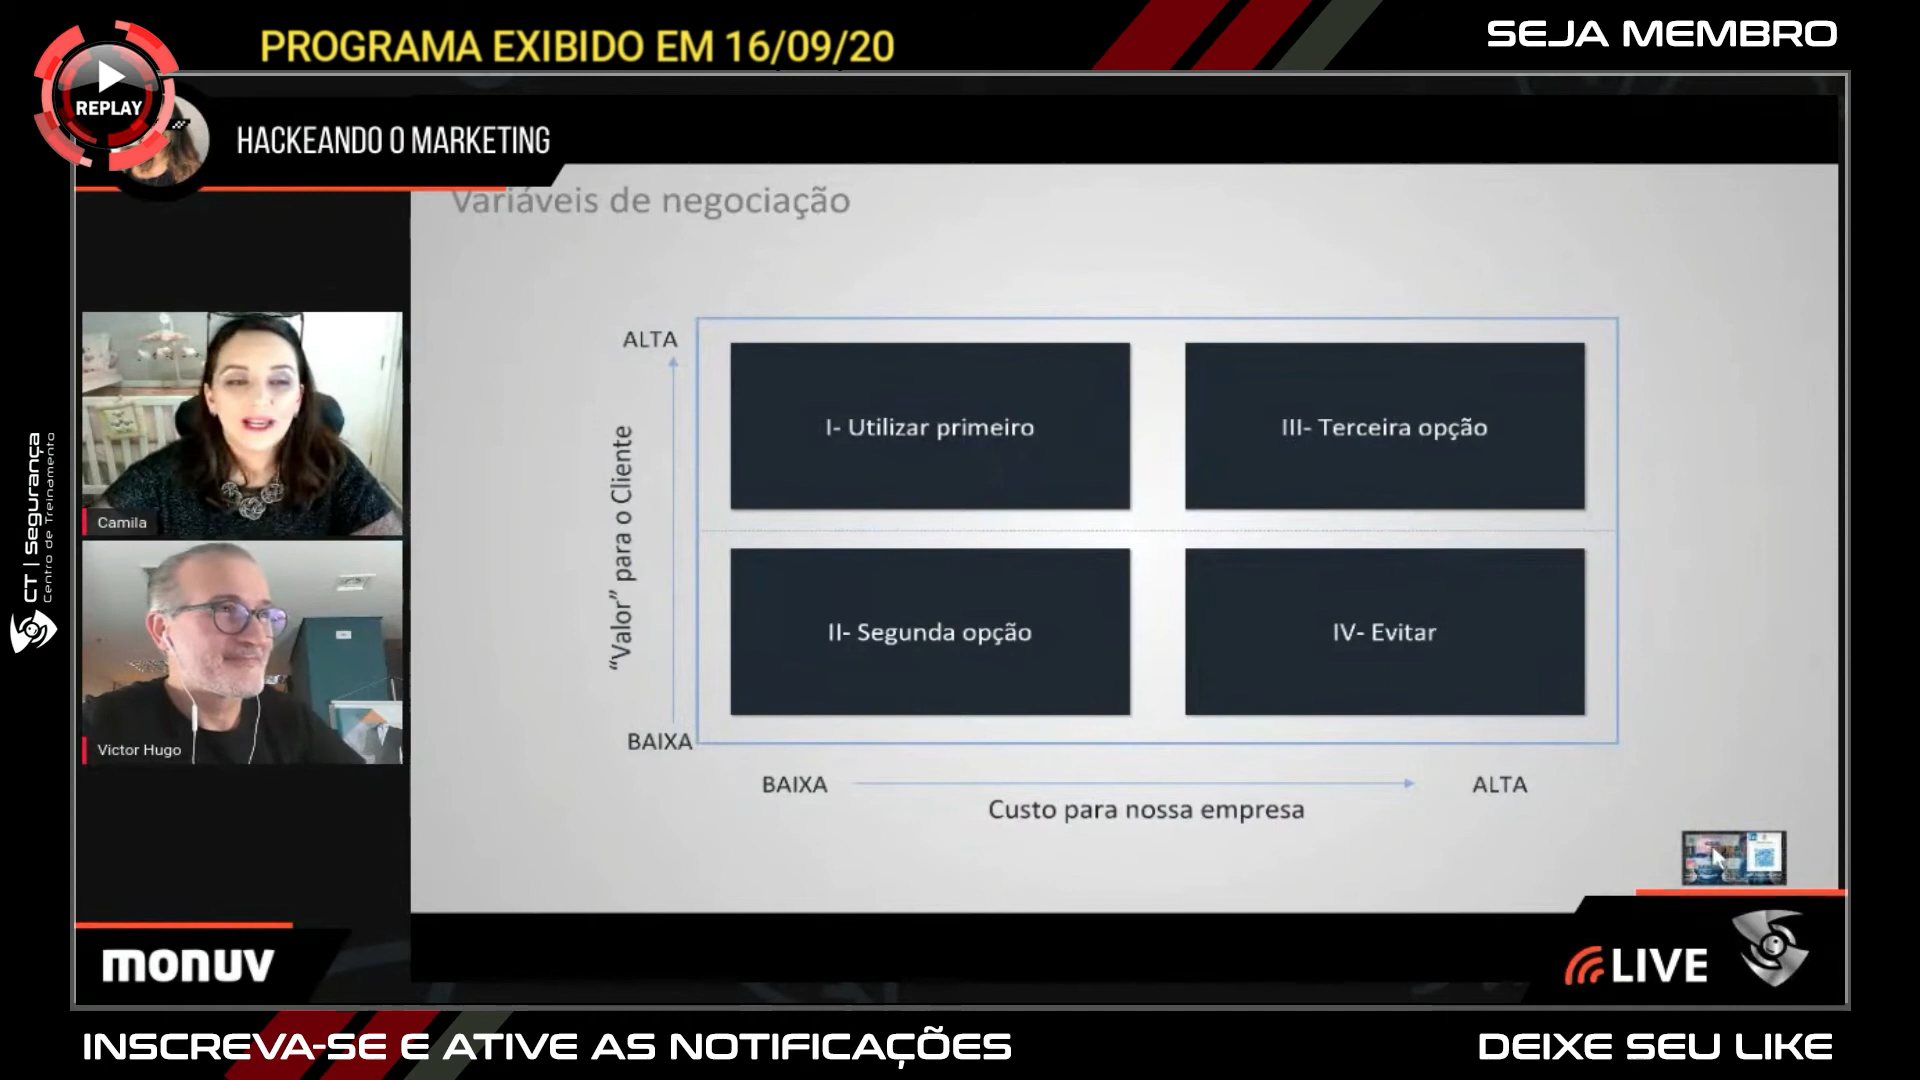 PROGRAMA EXIBIDO EM 16/09/20
SEJA MEMBRO
REPLAY
HACKEANDO O MARKETING
Variáveis de negociação
CT | Segurança
Centro de Treinamento
Camila
Victor Hugo
ALTA
"Valor" para o Cliente
BAIXA
I- Utilizar primeiro
III- Terceira opção
II- Segunda opção
IV- Evitar
BAIXA
ALTA
Custo para nossa empresa
monuv
LIVE
INSCREVA-SE E ATIVE AS NOTIFICAÇÕES
DEIXE SEU LIKE